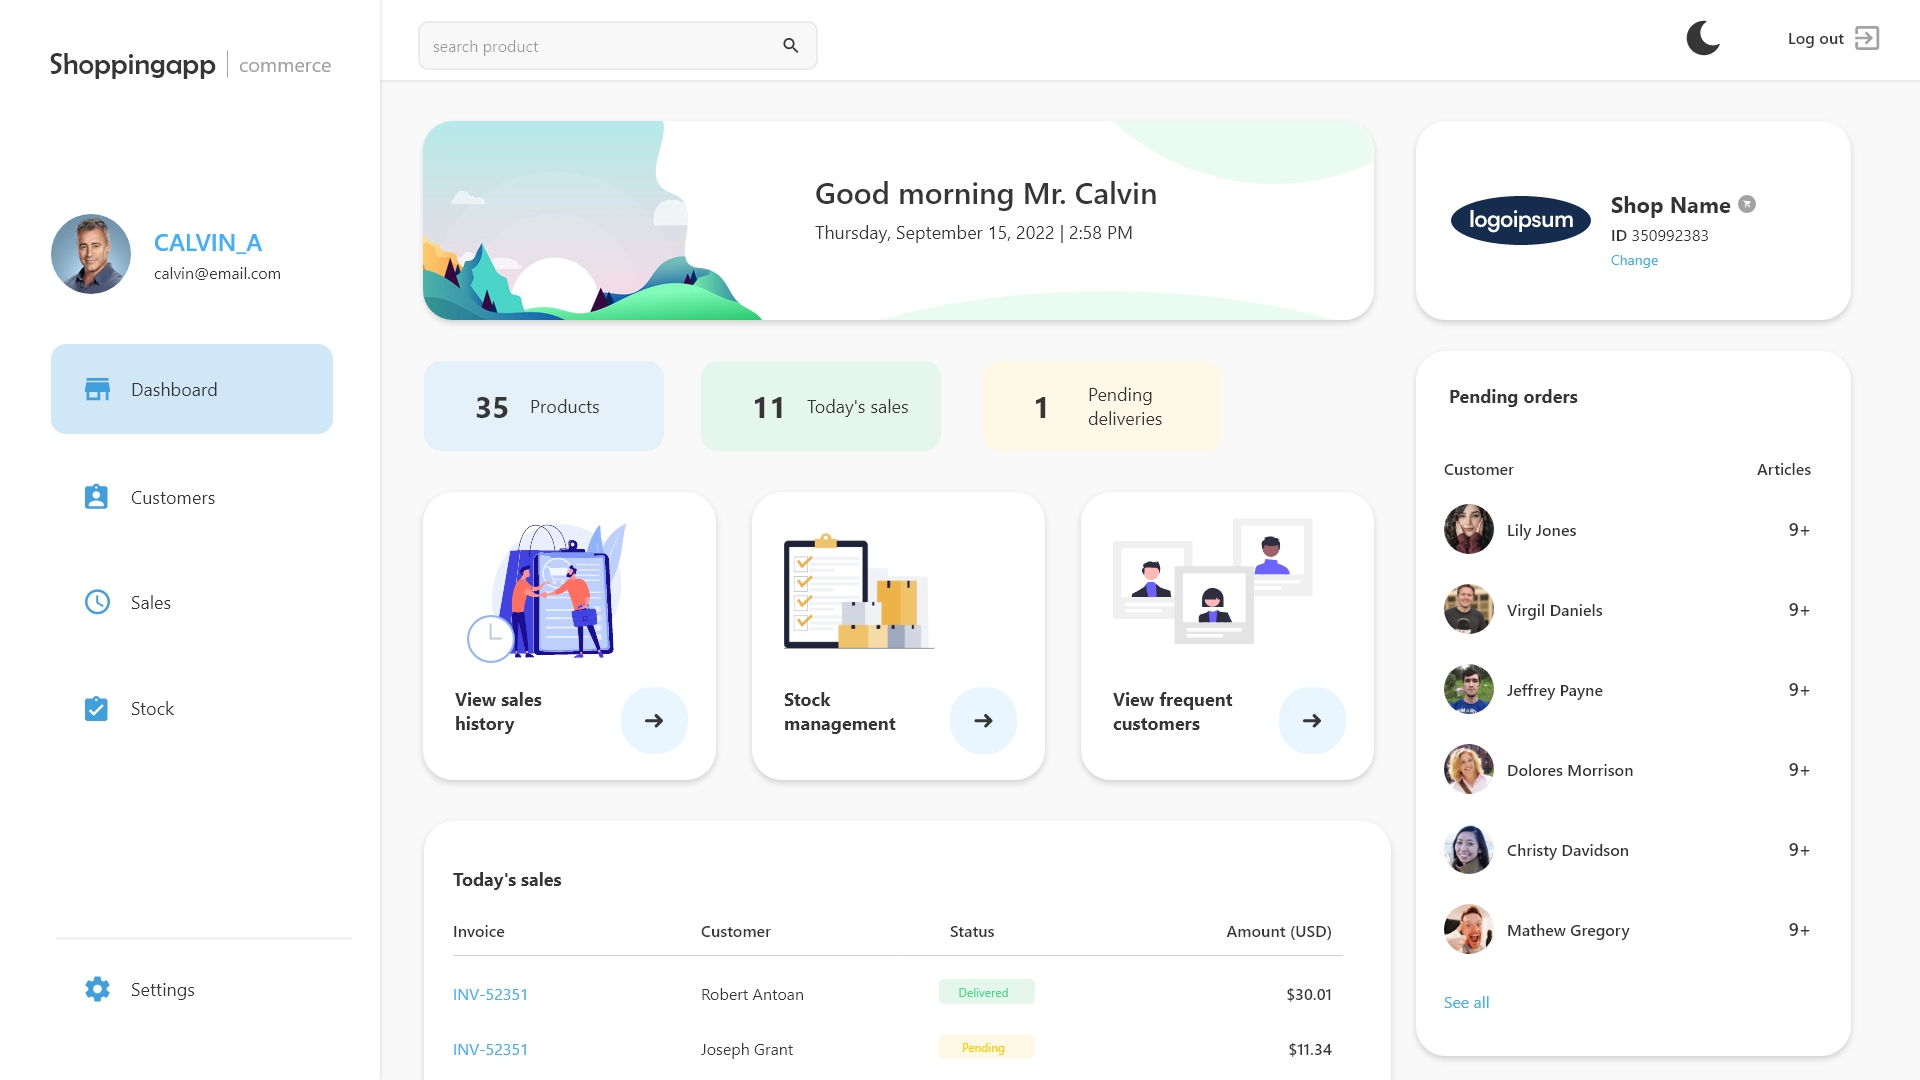 Shoppingapp | commerce
search product
Log out
CALVIN_A
calvin@email.com
Dashboard
Customers
Sales
Stock
Settings
Good morning Mr. Calvin
Thursday, September 15, 2022 | 2:58 PM
logoipsum
Shop Name
ID 350992383
Change
35 Products
11 Today's sales
1 Pending
deliveries
View sales
history
Stock
management
View frequent
customers
Pending orders
Customer Articles
Lily Jones 9+
Virgil Daniels 9+
Jeffrey Payne 9+
Dolores Morrison 9+
Christy Davidson 9+
Mathew Gregory 9+
See all
Today's sales
Invoice Customer Status Amount (USD)
INV-52351 Robert Antoan Delivered $30.01
INV-52351 Joseph Grant Pending $11.34